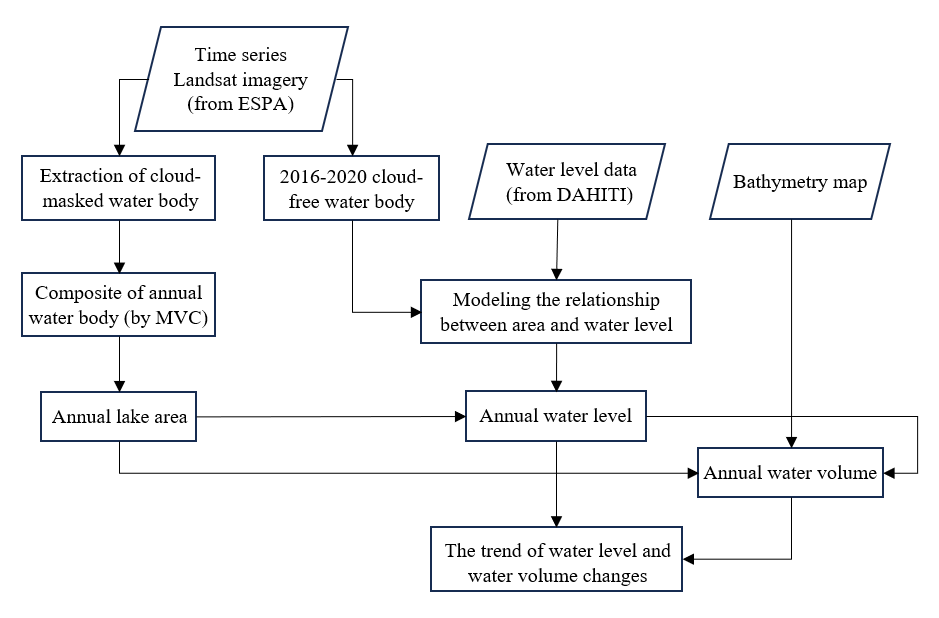 Time series
Landsat imagery
(from ESPA)
Extraction of cloud-
masked water body
2016-2020 cloud-
free water body
Water level data
(from DAHITI)
Bathymetry map
Composite of annual
water body (by MVC)
Modeling the relationship
between area and water level
Annual lake area
Annual water level
Annual water volume
The trend of water level and
water volume changes